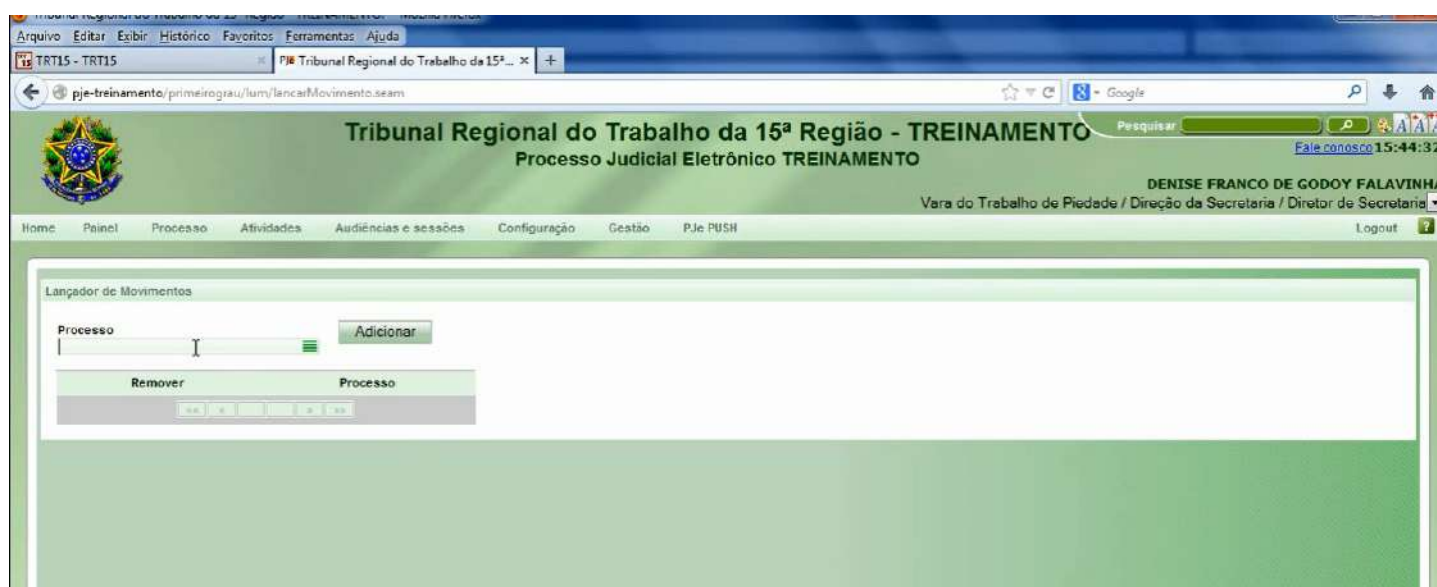 Arquivo Editar Exibir Histórico Favoritos Ferramentas Ajuda
TRT15 - TRT15 × PJe Tribunal Regional do Trabalho da 15ª... × +
pje-treinamento/primeirograu/lum/lancarMovimento.seam Google
Tribunal Regional do Trabalho da 15ª Região - TREINAMENTO Pesquisar A A
Processo Judicial Eletrônico TREINAMENTO Fale conosco 15:44:32
DENISE FRANCO DE GODOY FALAVINHA
Vara do Trabalho de Piedade / Direção da Secretaria / Diretor de Secretaria
Home Painel Processo Atividades Audiências e sessões Configuração Gestão PJe PUSH Logout ?
Lançador de Movimentos
Processo Adicionar
Remover Processo